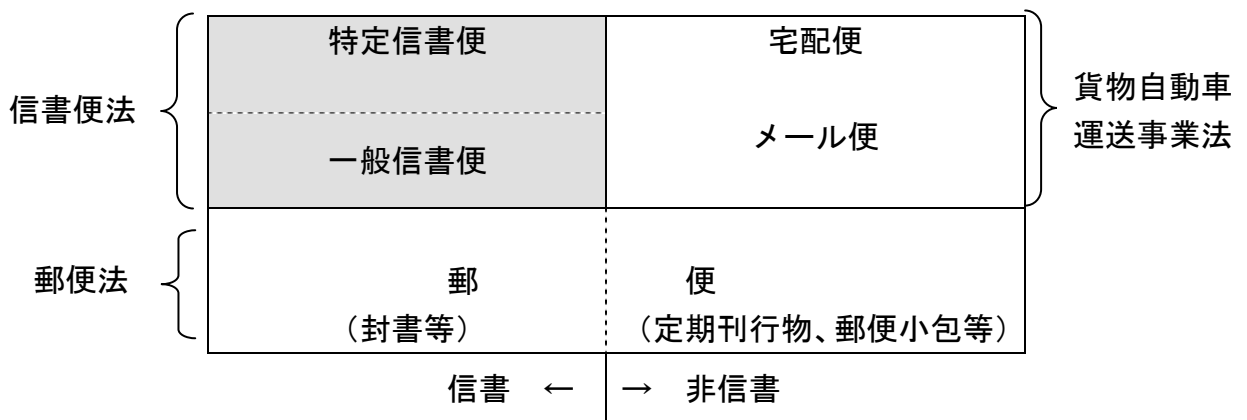 特定信書便
宅配便
信書便法
貨物自動車
運送事業法
メール便
一般信書便
郵便法
郵 便
（封書等）
（定期刊行物、郵便小包等）
信書 ← → 非信書